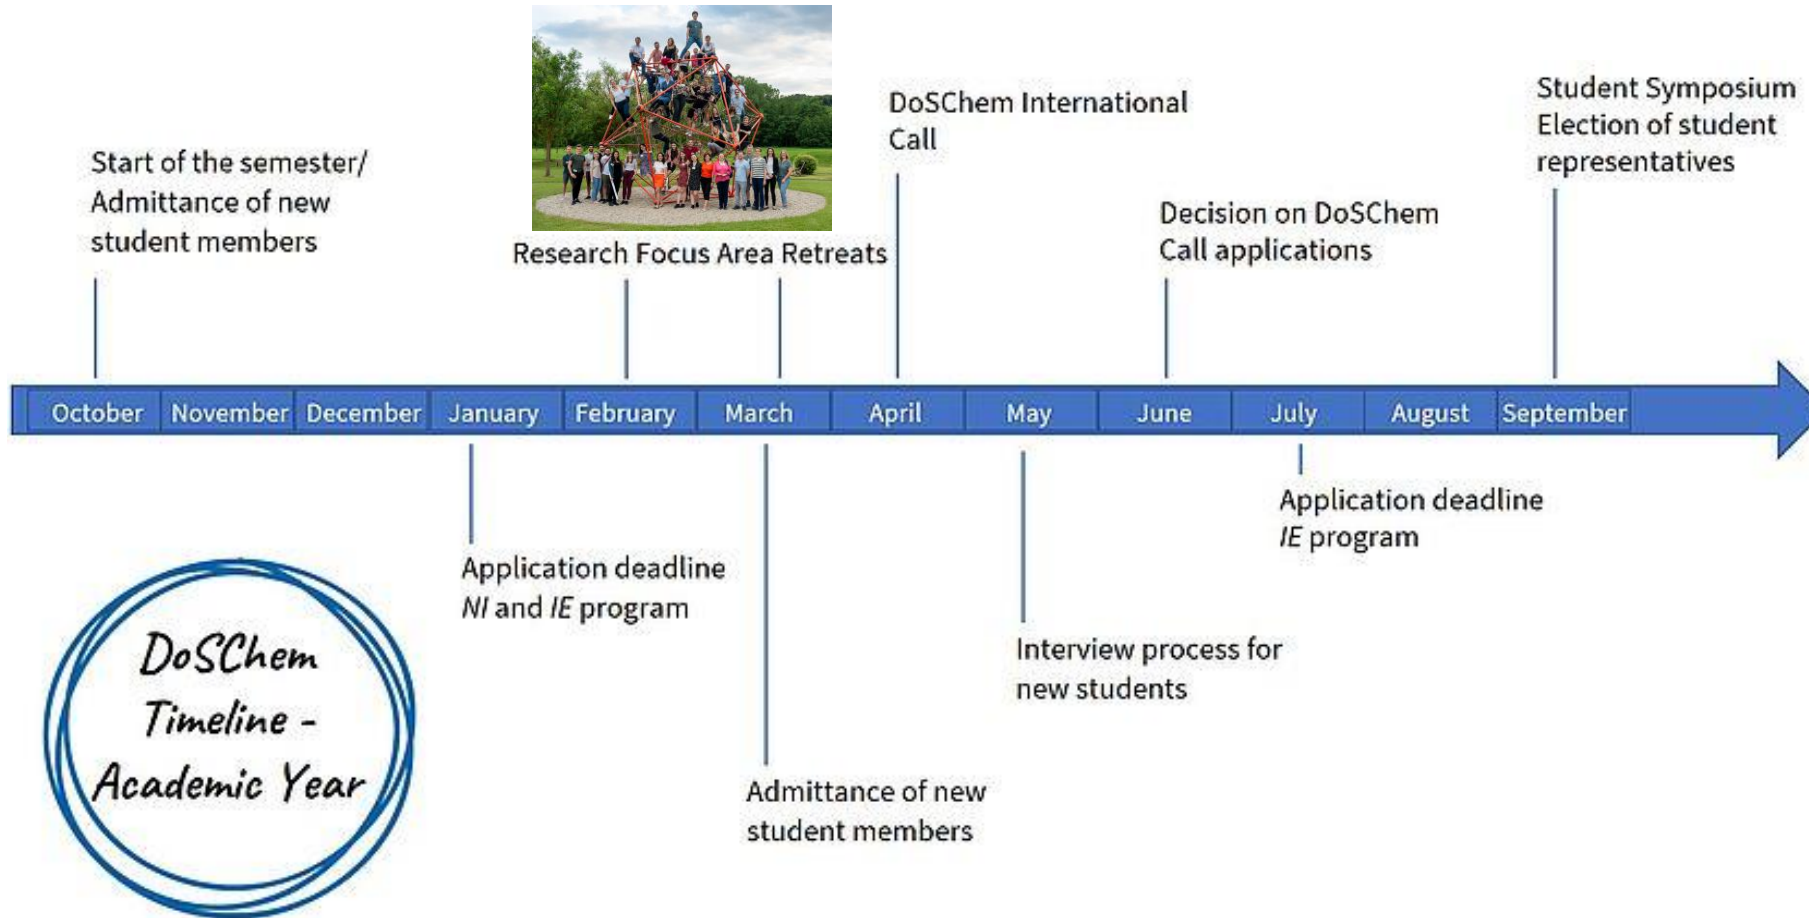 Start of the semester/
Admittance of new
student members
Research Focus Area Retreats
DoSChem International
Call
Decision on DoSChem
Call applications
Student Symposium
Election of student
representatives
October November December January February March April May June July August September
Application deadline
NI and IE program
Admittance of new
student members
Interview process for
new students
Application deadline
IE program
DoSChem
Timeline -
Academic Year